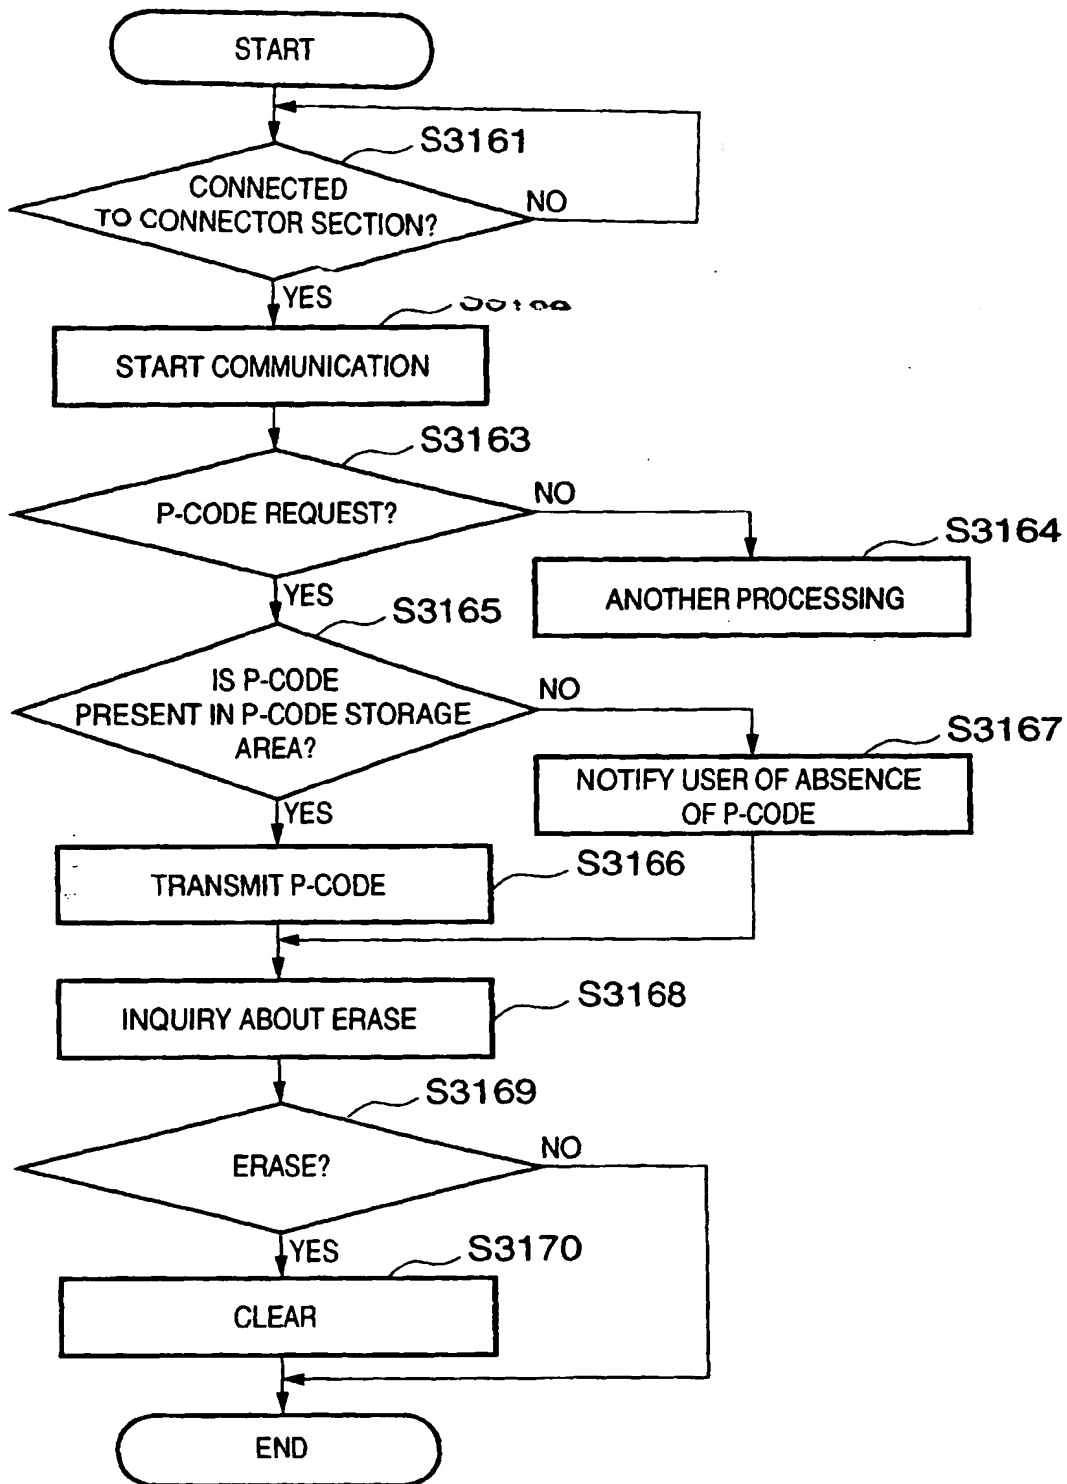 START
S3161
CONNECTED
TO CONNECTOR SECTION?
NO
YES
START COMMUNICATION
S3163
P-CODE REQUEST?
NO
S3164
YES
ANOTHER PROCESSING
S3165
IS P-CODE
PRESENT IN P-CODE STORAGE
AREA?
NO
S3167
NOTIFY USER OF ABSENCE
OF P-CODE
YES
S3166
TRANSMIT P-CODE
S3168
INQUIRY ABOUT ERASE
S3169
ERASE?
NO
YES
S3170
CLEAR
END